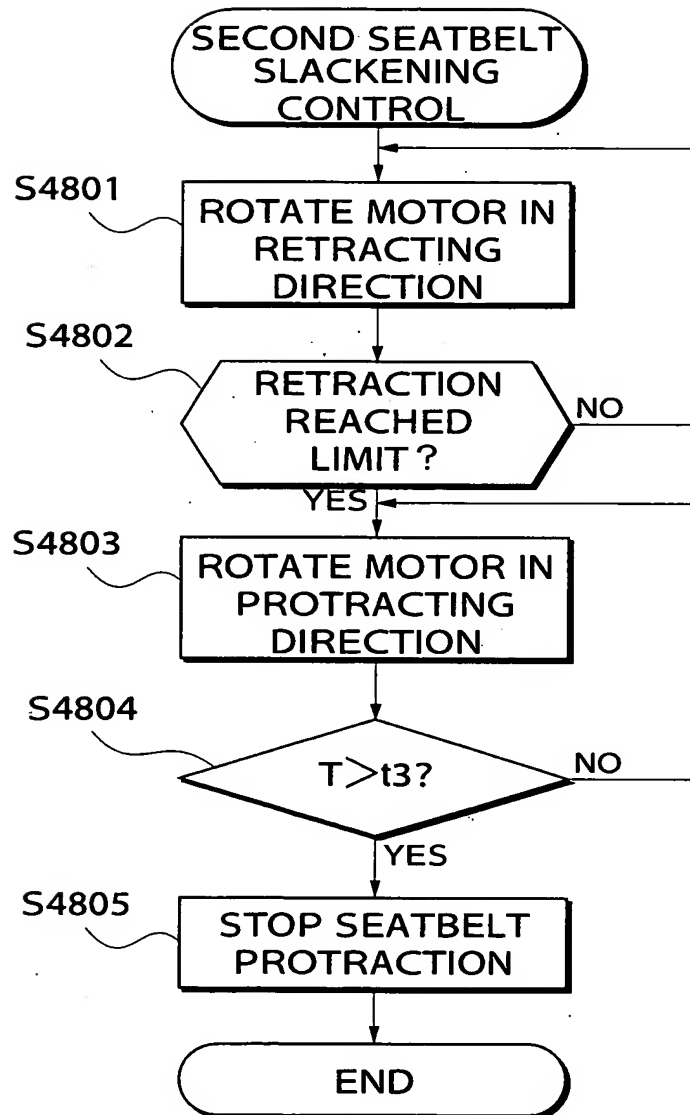 SECOND SEATBELT
SLACKENING
CONTROL
S4801
ROTATE MOTOR IN
RETRACTING
DIRECTION
S4802
RETRACTION
REACHED
LIMIT?
NO
YES
S4803
ROTATE MOTOR IN
PROTRACTING
DIRECTION
S4804
T>t3?
NO
YES
S4805
STOP SEATBELT
PROTRACTION
END